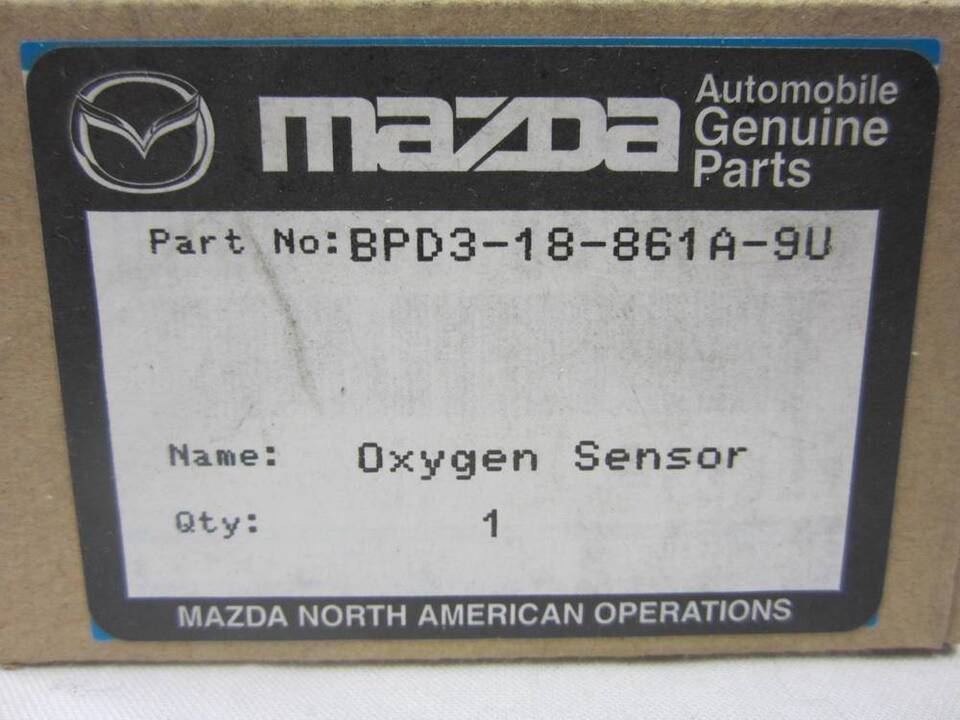 mazda Automobile
Genuine
Parts
Part No: BPD3-18-861A-9U
Name: Oxygen Sensor
Qty: 1
MAZDA NORTH AMERICAN OPERATIONS